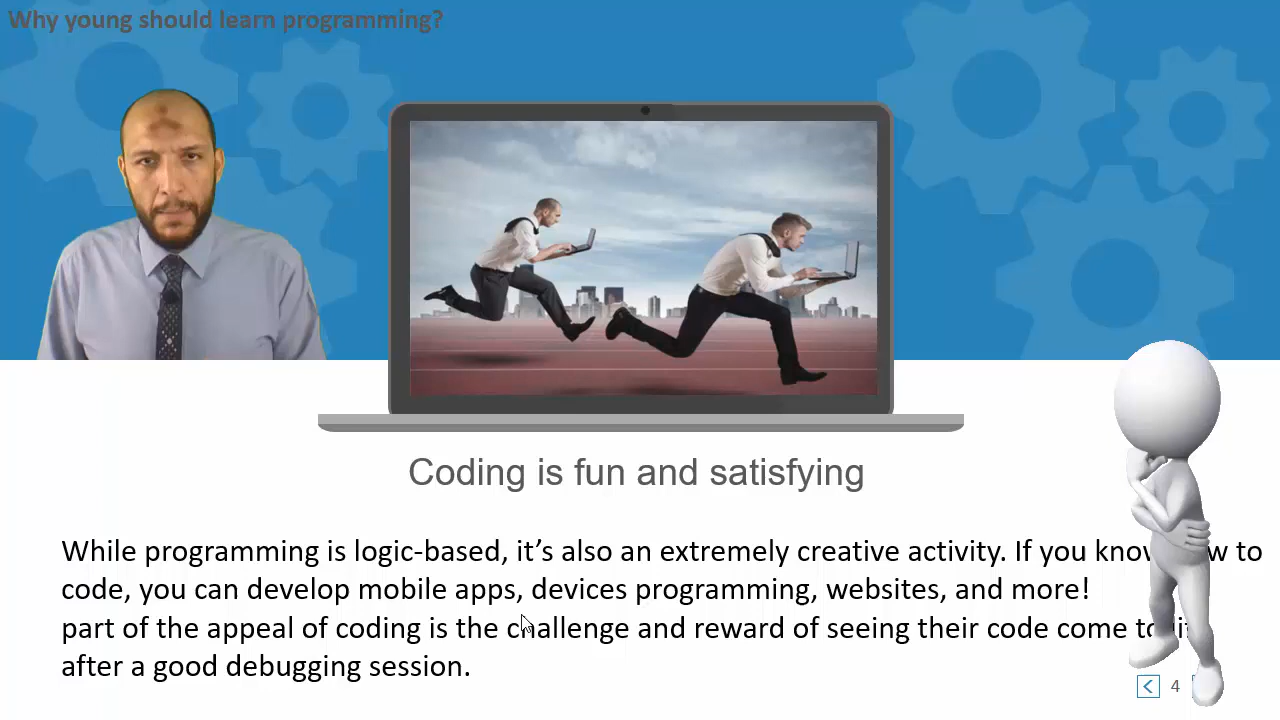 Why young should learn programming?
Coding is fun and satisfying
While programming is logic-based, it's also an extremely creative activity. If you know to
code, you can develop mobile apps, devices programming, websites, and more!
part of the appeal of coding is the challenge and reward of seeing their code come to
after a good debugging session.
4